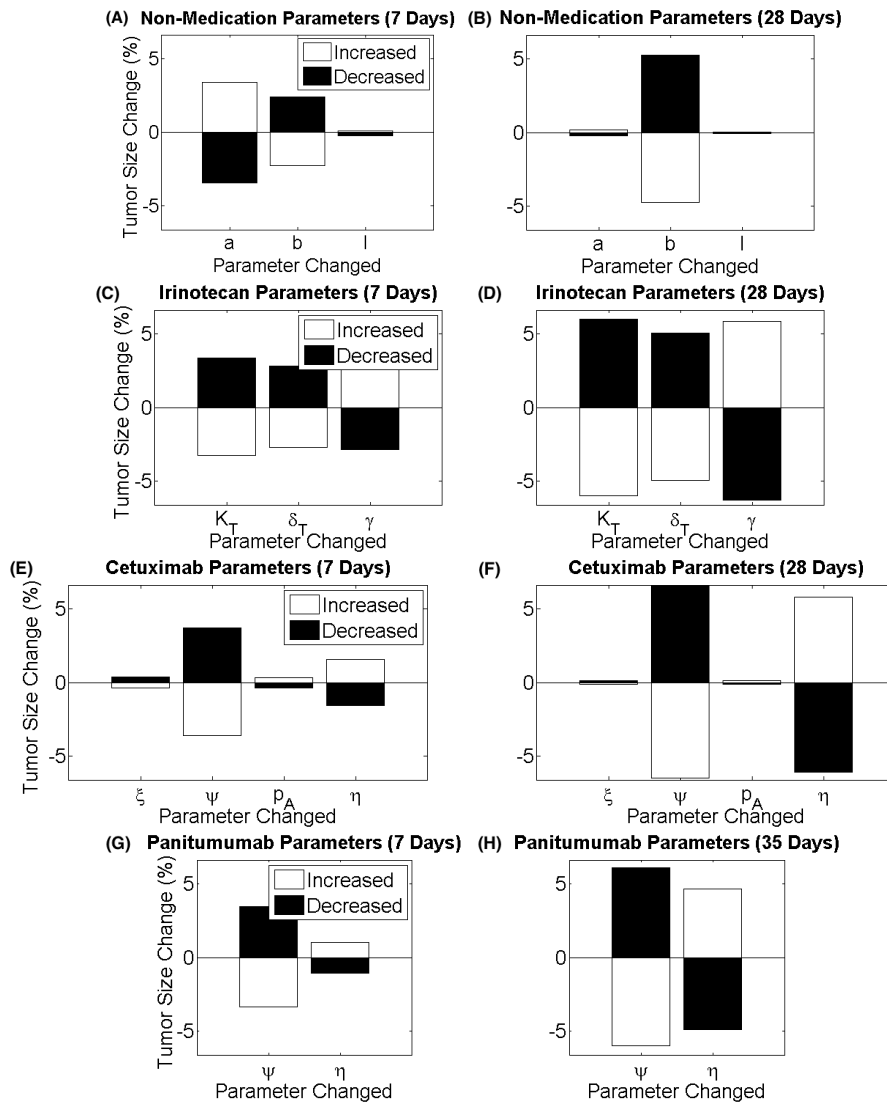 (A) Non-Medication Parameters (7 Days)
Increased
Decreased
5
0
-5
Tumor Size Change (%)
a b l
Parameter Changed
(B) Non-Medication Parameters (28 Days)
5
0
-5
a b l
Parameter Changed
(C) Irinotecan Parameters (7 Days)
Increased
Decreased
5
0
-5
Tumor Size Change (%)
K_T δ_T γ
Parameter Changed
(D) Irinotecan Parameters (28 Days)
5
0
-5
K_T δ_T γ
Parameter Changed
(E) Cetuximab Parameters (7 Days)
Increased
Decreased
5
0
-5
Tumor Size Change (%)
ξ ψ p_A η
Parameter Changed
(F) Cetuximab Parameters (28 Days)
5
0
-5
ξ ψ p_A η
Parameter Changed
(G) Panitumumab Parameters (7 Days)
Increased
Decreased
5
0
-5
Tumor Size Change (%)
ψ η
Parameter Changed
(H) Panitumumab Parameters (35 Days)
5
0
-5
ψ η
Parameter Changed